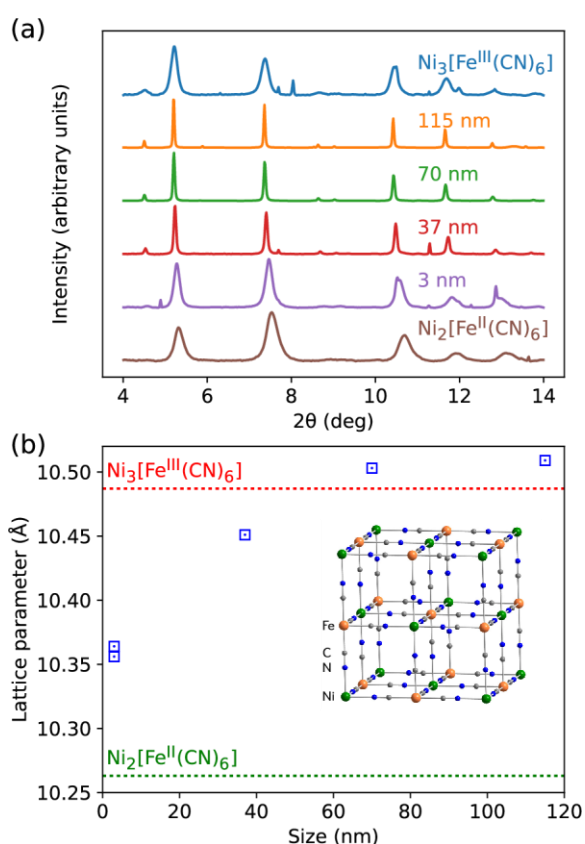 (a)
Intensity (arbitrary units)
Ni₃[Feᴵᴵᴵ(CN)₆]
115 nm
70 nm
37 nm
3 nm
Ni₂[Feᴵᴵ(CN)₆]
4 6 8 10 12 14
2θ (deg)
(b)
Lattice parameter (Å)
10.50
10.45
10.40
10.35
10.30
10.25
Ni₃[Feᴵᴵᴵ(CN)₆]
Fe
C
N
Ni
Ni₂[Feᴵᴵ(CN)₆]
0 20 40 60 80 100 120
Size (nm)